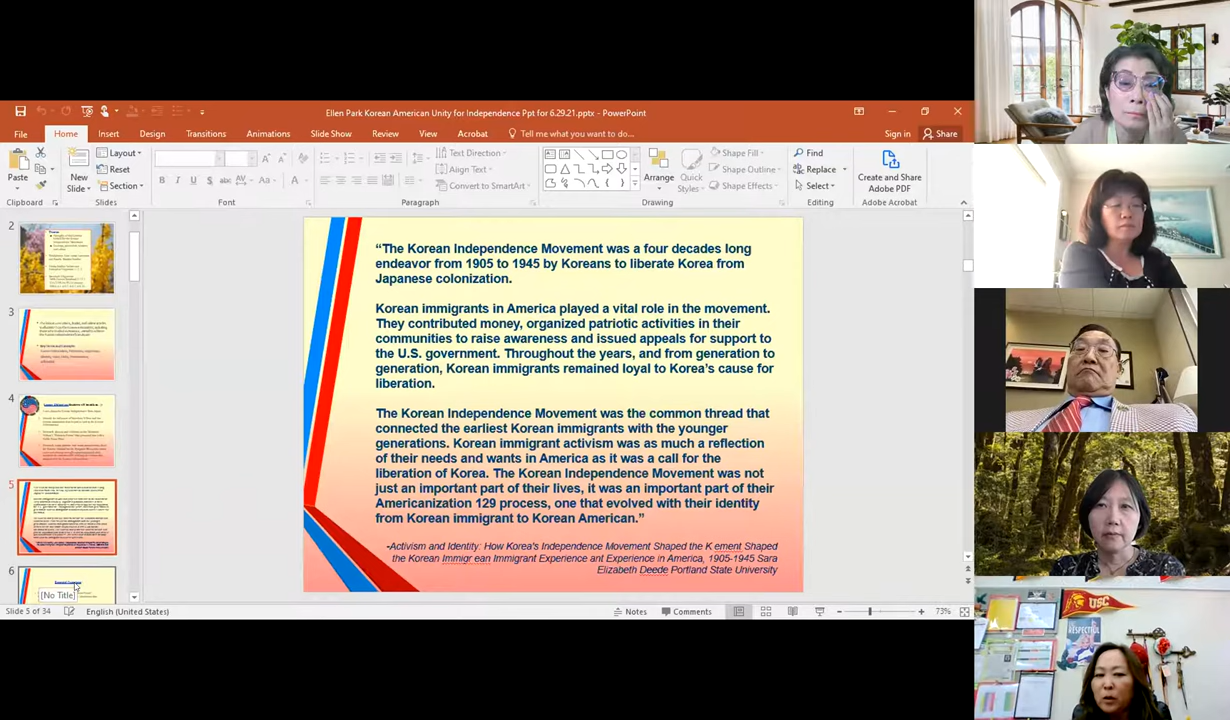 Ellen Park Korean American Unity for Independence Ppt for 6.29.21.pptx - PowerPoint
File Home Insert Design Transitions Animations Slide Show Review View Acrobat Tell me what you want to do... Sign in Share
Paste
New Slide
Layout
Reset
Section
Text Direction
Align Text
Convert to SmartArt
Arrange
Quick Styles
Shape Fill
Shape Outline
Shape Effects
Find
Replace
Select
Create and Share Adobe PDF
Clipboard Slides Font Paragraph Drawing Editing Adobe Acrobat
2
3
4
5
6
[No Title]
“The Korean Independence Movement was a four decades long
endeavor from 1905 to 1945 by Koreans to liberate Korea from
Japanese colonization.
Korean immigrants in America played a vital role in the movement.
They contributed money, organized patriotic activities in their
communities to raise awareness and issued appeals for support to
the U.S. government. Throughout the years, and from generation to
generation, Korean immigrants remained loyal to Korea’s cause for
liberation.
The Korean Independence Movement was the common thread that
connected the earliest Korean immigrants with the younger
generations. Korean inmigrant activism was as much a reflection
of their needs and wants in America as it was a call for the
liberation of Korea. The Korean Independence Movement was not
just an important part of their lives, it was an important part of their
Americanization 129 process, one that evolved with their identity
from Korean immigrant to Korean American.”
-Activism and Identity: How Korea's Independence Movement Shaped the K ement Shaped
the Korean Immigr ean Immigrant Experience ant Experience in America, 1905-1945 Sara
Elizabeth Deede Portland State University
Slide 5 of 34 English (United States) Notes Comments 73%
USC
RESPECTFUL